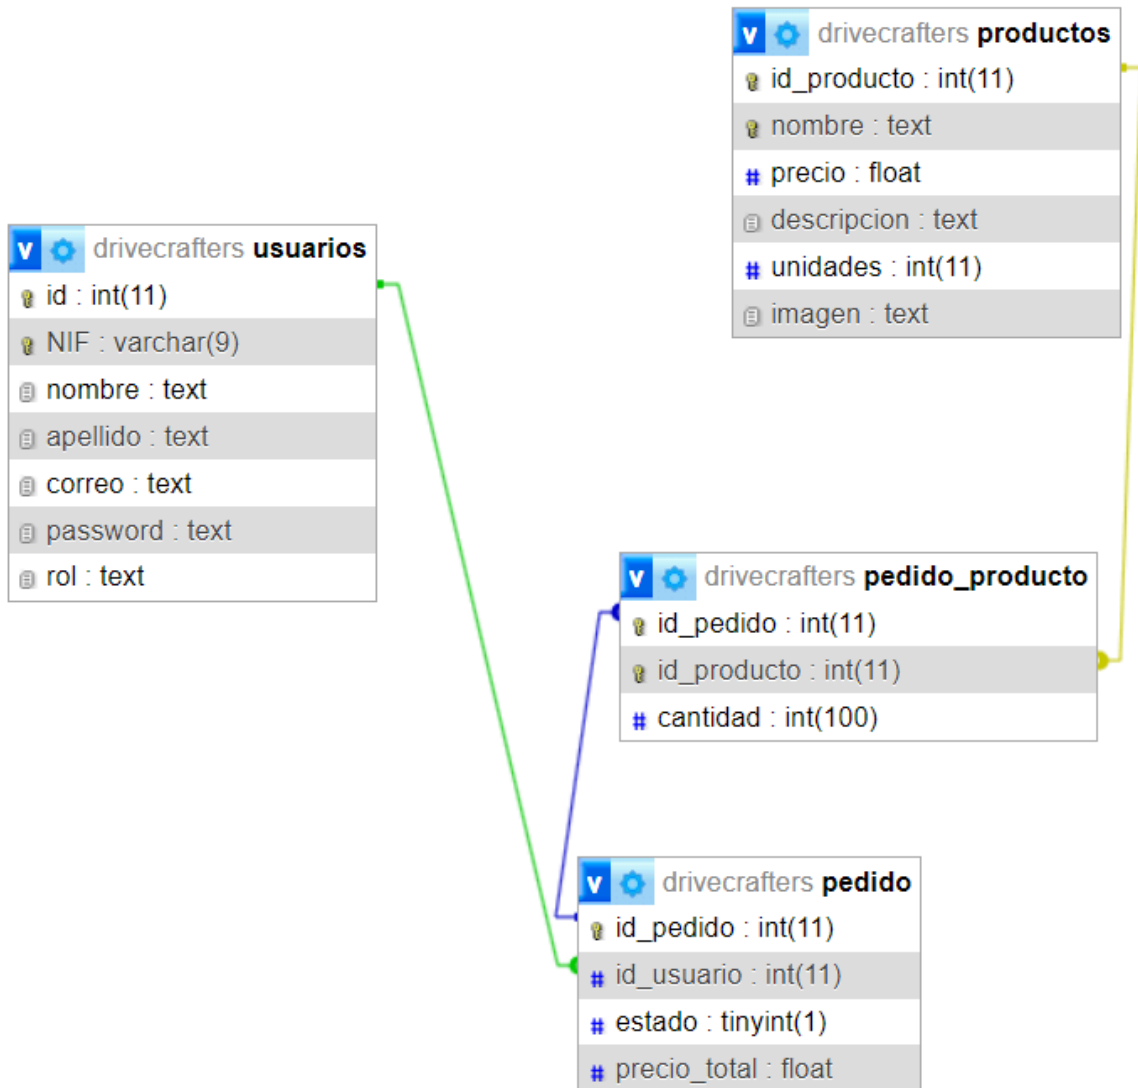 drivecrafters productos
id_producto : int(11)
nombre : text
# precio : float
descripcion : text
# unidades : int(11)
imagen : text
v drivecrafters usuarios
id : int(11)
NIF : varchar(9)
nombre : text
apellido : text
correo : text
password : text
rol : text
v drivecrafters pedido_producto
id_pedido : int(11)
id_producto : int(11)
# cantidad : int(100)
v drivecrafters pedido
id_pedido : int(11)
# id_usuario : int(11)
# estado : tinyint(1)
# precio_total : float